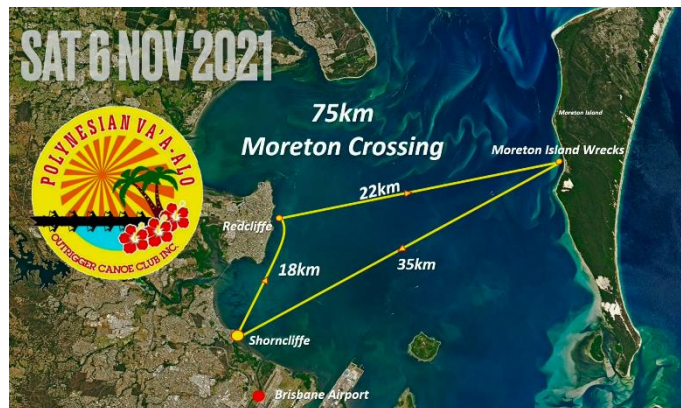 SAT 6 NOV 2021
POLYNESIAN VA'A-ALO
OUTRIGGER CANOE CLUB INC.
75km
Moreton Crossing
Moreton Island
Moreton Island Wrecks
22km
Redcliffe
18km
35km
Shorncliffe
Brisbane Airport